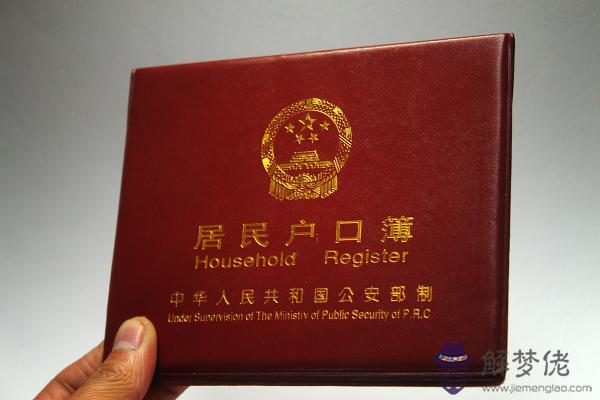 居民户口簿
Household Register
中华人民共和国公安部制
Under Supervision of The Ministry of Public Security of P.R.C
解梦佬
www.jiemenglao.com